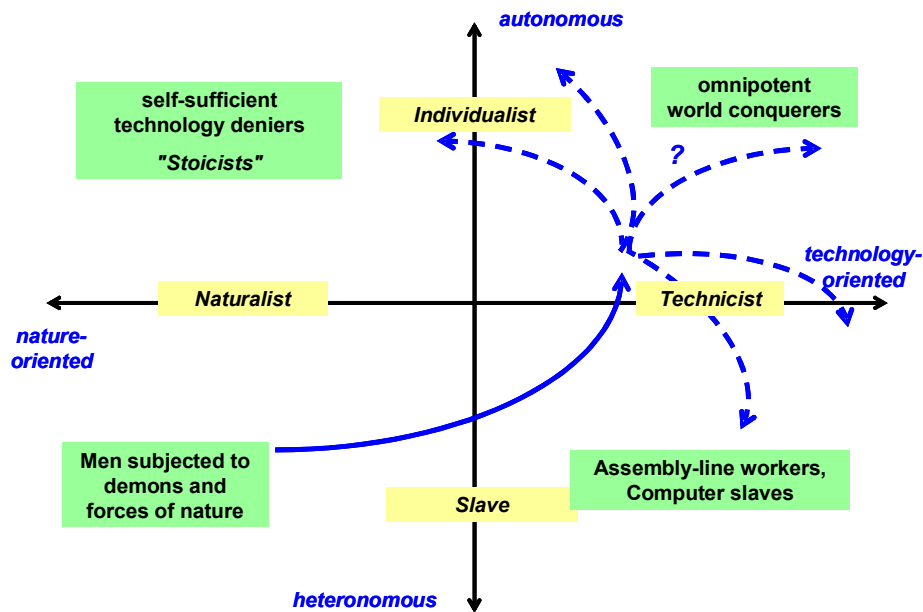 autonomous
self-sufficient
technology deniers
"Stoicists"
Individualist
omnipotent
world conquerers
?
technology-
oriented
Naturalist
Technicist
nature-
oriented
Men subjected to
demons and
forces of nature
Assembly-line workers,
Computer slaves
Slave
heteronomous